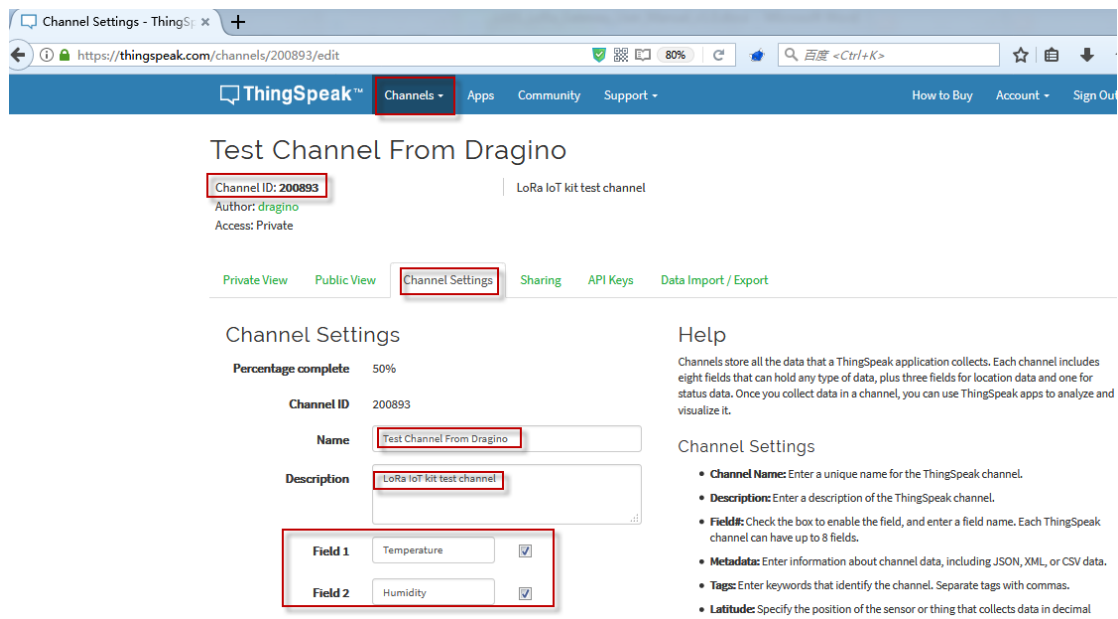 Channel Settings - ThingSp
https://thingspeak.com/channels/200893/edit
80%
百度 <Ctrl+K>
ThingSpeak™
Channels
Apps
Community
Support
How to Buy
Account
Sign Out
Test Channel From Dragino
Channel ID: 200893
LoRa IoT kit test channel
Author: dragino
Access: Private
Private View
Public View
Channel Settings
Sharing
API Keys
Data Import / Export
Channel Settings
Percentage complete 50%
Channel ID 200893
Name Test Channel From Dragino
Description LoRa IoT kit test channel
Field 1 Temperature
Field 2 Humidity
Help
Channels store all the data that a ThingSpeak application collects. Each channel includes
eight fields that can hold any type of data, plus three fields for location data and one for
status data. Once you collect data in a channel, you can use ThingSpeak apps to analyze and
visualize it.
Channel Settings
• Channel Name: Enter a unique name for the ThingSpeak channel.
• Description: Enter a description of the ThingSpeak channel.
• Field#: Check the box to enable the field, and enter a field name. Each ThingSpeak
channel can have up to 8 fields.
• Metadata: Enter information about channel data, including JSON, XML, or CSV data.
• Tags: Enter keywords that identify the channel. Separate tags with commas.
• Latitude: Specify the position of the sensor or thing that collects data in decimal